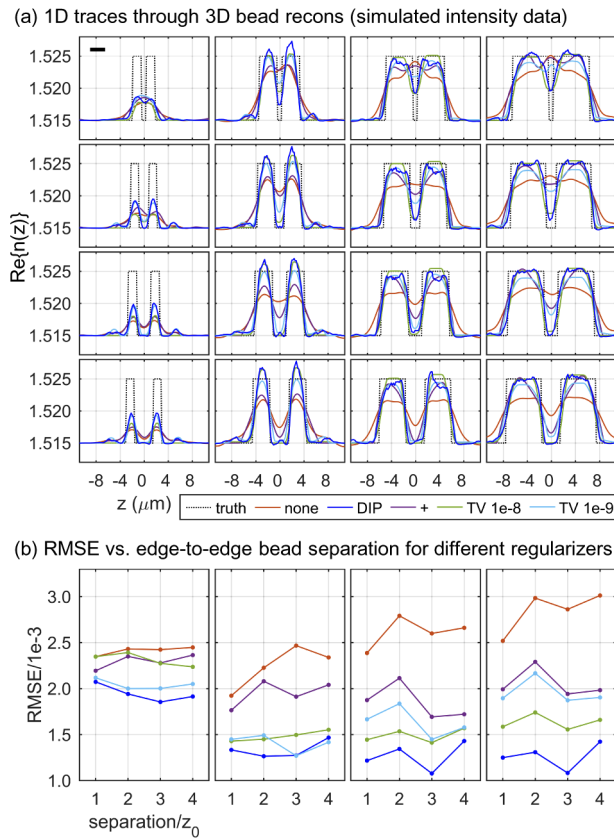 (a) 1D traces through 3D bead recons (simulated intensity data)
1.525
1.520
1.515
1.525
1.520
1.515
1.525
1.520
1.515
1.525
1.520
1.515
Re{n(z)}
-8 -4 0 4 8 -8 -4 0 4 8 -8 -4 0 4 8 -8 -4 0 4 8
z (μm)
truth none DIP + TV 1e-8 TV 1e-9
(b) RMSE vs. edge-to-edge bead separation for different regularizers
3.0
2.5
2.0
1.5
1.0
RMSE/1e-3
1 2 3 4 1 2 3 4 1 2 3 4 1 2 3 4
separation/z₀